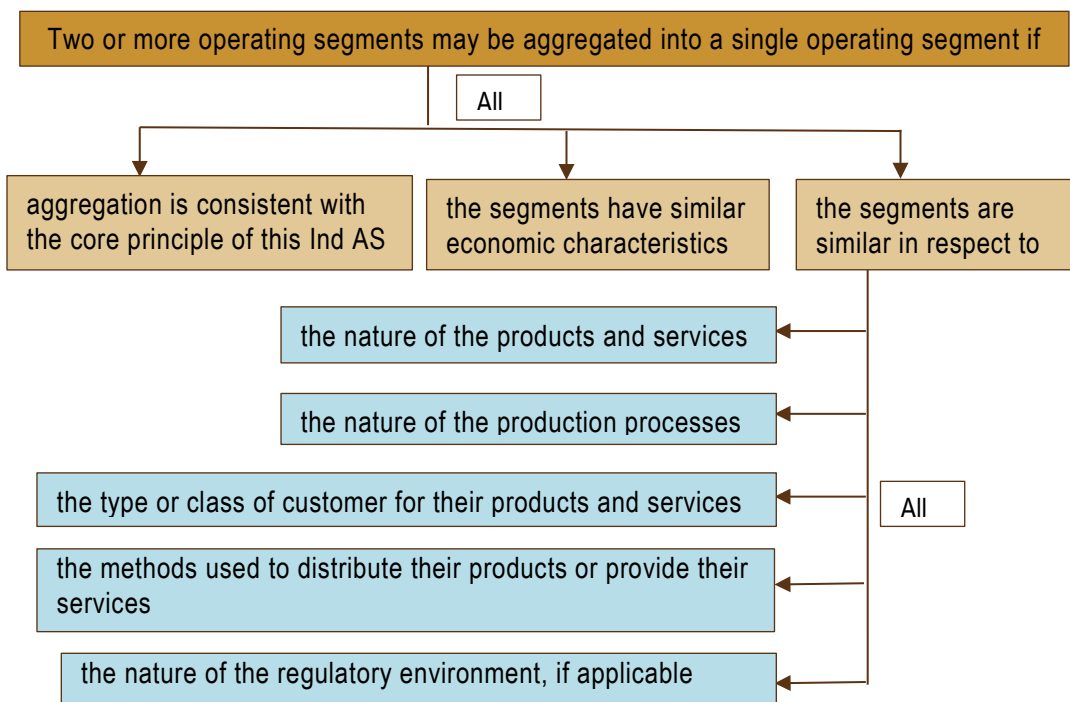 Two or more operating segments may be aggregated into a single operating segment if
All
aggregation is consistent with
the core principle of this Ind AS
the segments have similar
economic characteristics
the segments are
similar in respect to
the nature of the products and services
the nature of the production processes
the type or class of customer for their products and services
All
the methods used to distribute their products or provide their
services
the nature of the regulatory environment, if applicable